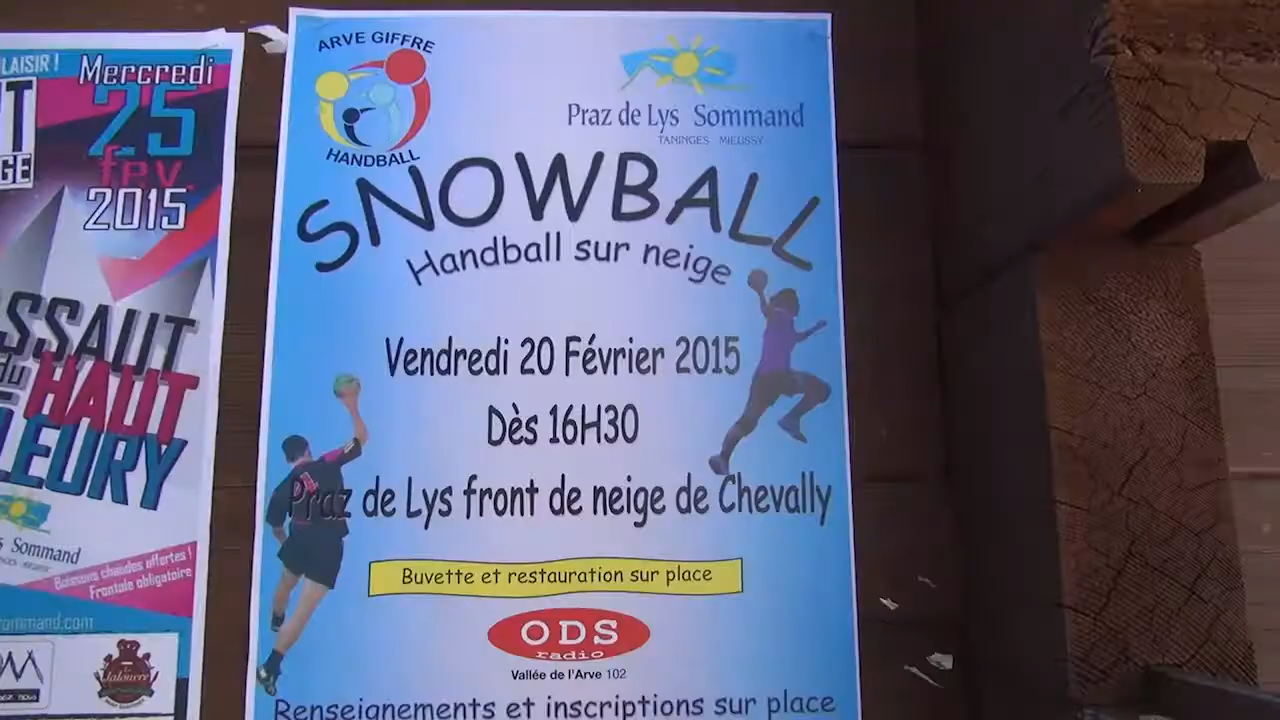 LAISIR !
Mercredi
25
fev.
2015
T
GE
SSAUT
du
HAUT
LEURY
s Sommand
Boissons chaudes offertes !
Frontale obligatoire
ommand.com
ARVE GIFFRE
HANDBALL
Praz de Lys Sommand
TANINGES MIEUSSY
SNOWBALL
Handball sur neige
Vendredi 20 Février 2015
Dès 16H30
Praz de Lys front de neige de Chevally
Buvette et restauration sur place
ODS
radio
Vallée de l'Arve 102
Renseignements et inscriptions sur place